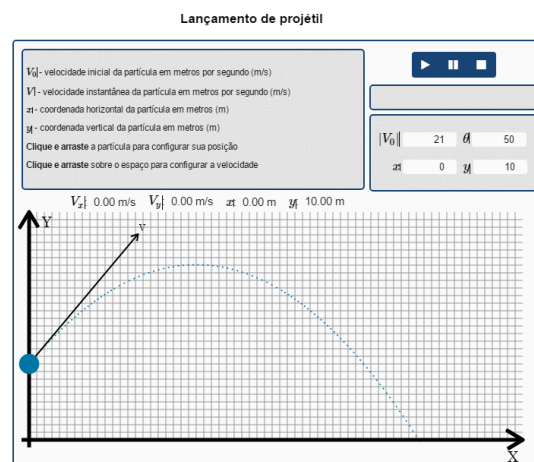 Lançamento de projétil
V₀ - velocidade inicial da partícula em metros por segundo (m/s)
V - velocidade instantânea da partícula em metros por segundo (m/s)
x - coordenada horizontal da partícula em metros (m)
y - coordenada vertical da partícula em metros (m)
Clique e arraste a partícula para configurar sua posição
Clique e arraste sobre o espaço para configurar a velocidade
|V₀| 21 θ 50
x 0 y 10
Vₓ 0.00 m/s V_y 0.00 m/s x 0.00 m y 10.00 m
Y
v
X